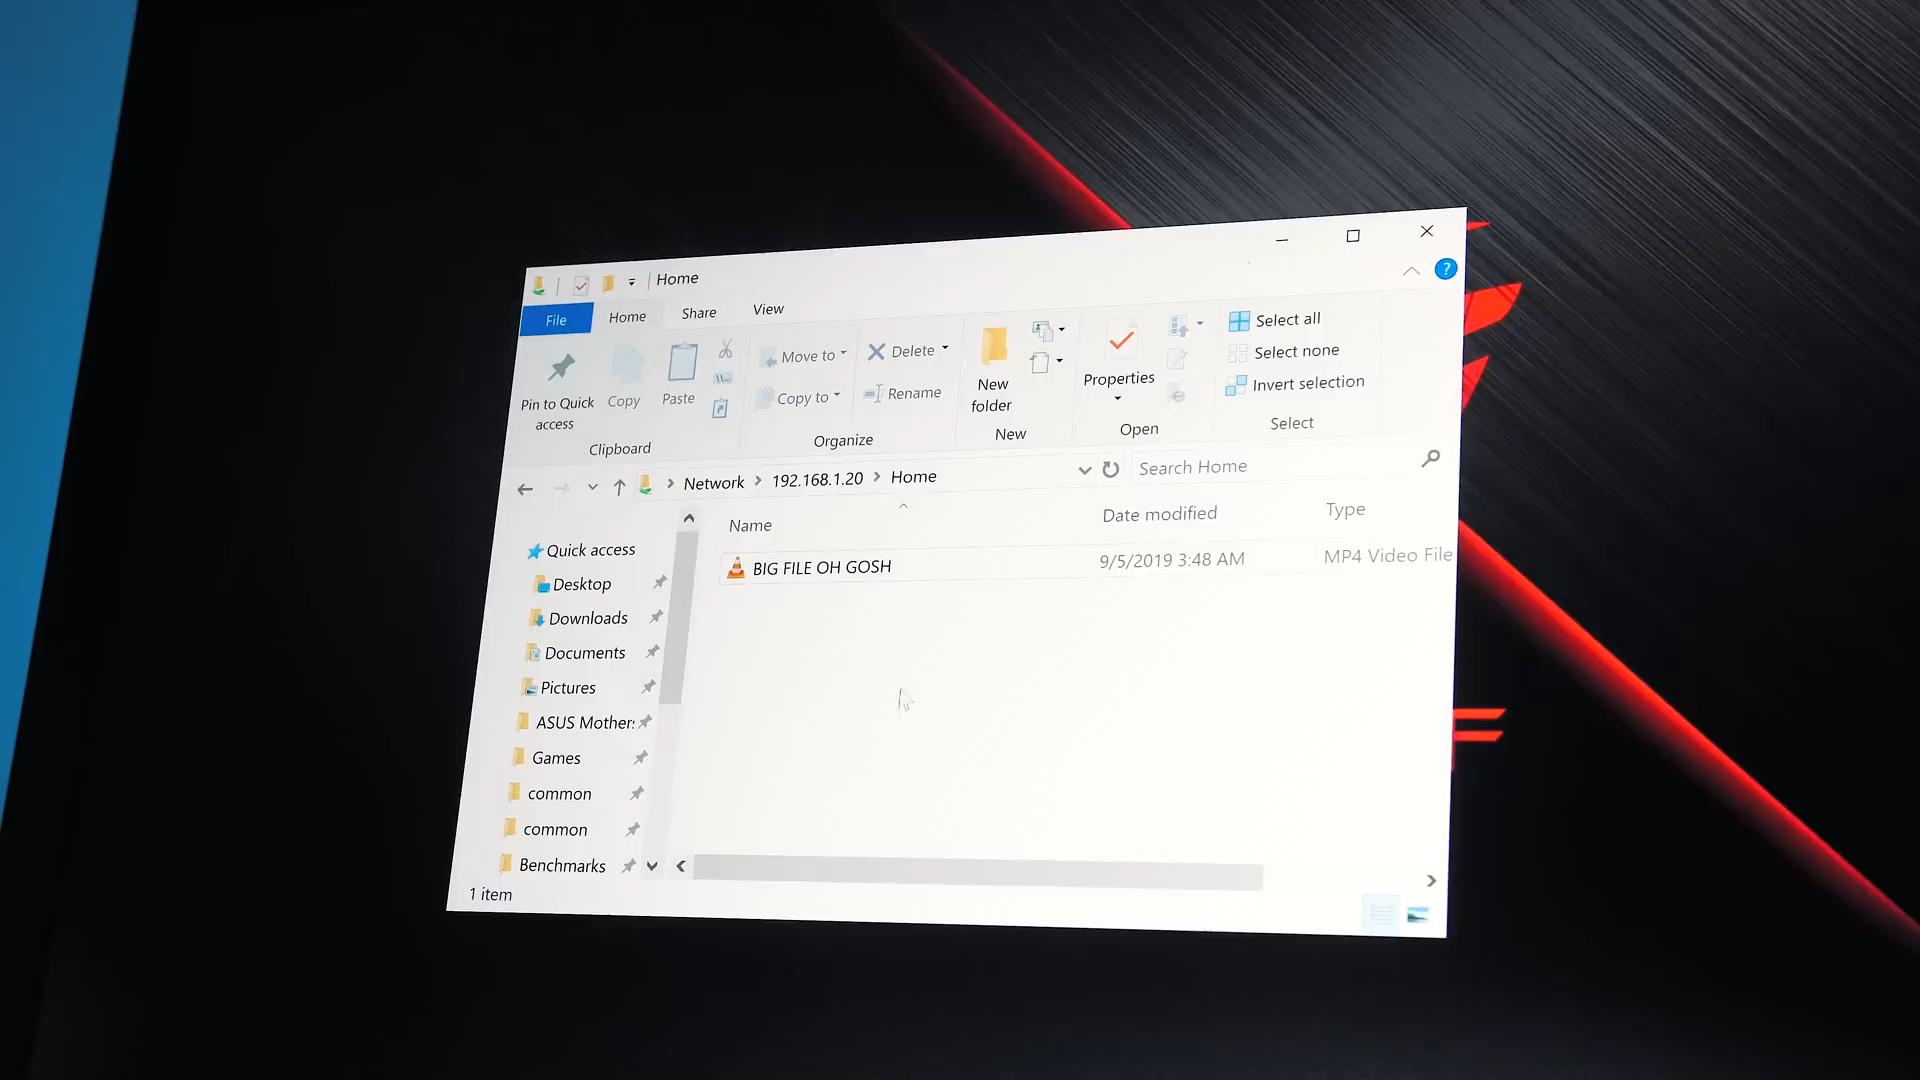 Home
File Home Share View
Pin to Quick access
Copy
Paste
Clipboard
Move to
Copy to
Delete
Rename
Organize
New folder
New
Properties
Open
Select all
Select none
Invert selection
Select
Network > 192.168.1.20 > Home
Search Home
Name Date modified Type
BIG FILE OH GOSH 9/5/2019 3:48 AM MP4 Video File
Quick access
Desktop
Downloads
Documents
Pictures
ASUS Mother
Games
common
common
Benchmarks
1 item